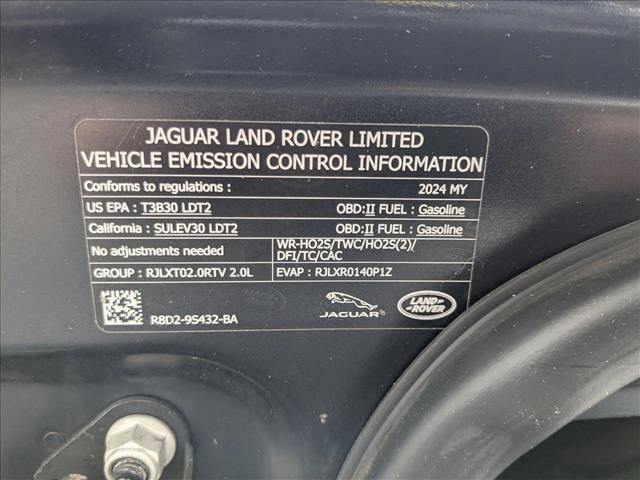 JAGUAR LAND ROVER LIMITED
VEHICLE EMISSION CONTROL INFORMATION
Conforms to regulations : 2024 MY
US EPA : T3B30 LDT2 OBD:II FUEL : Gasoline
California : SULEV30 LDT2 OBD:II FUEL : Gasoline
No adjustments needed WR-HO2S/TWC/HO2S(2)/
DFI/TC/CAC
GROUP : RJLXT02.0RTV 2.0L EVAP : RJLXR0140P1Z
R8D2-9S432-BA JAGUAR LAND-
ROVER